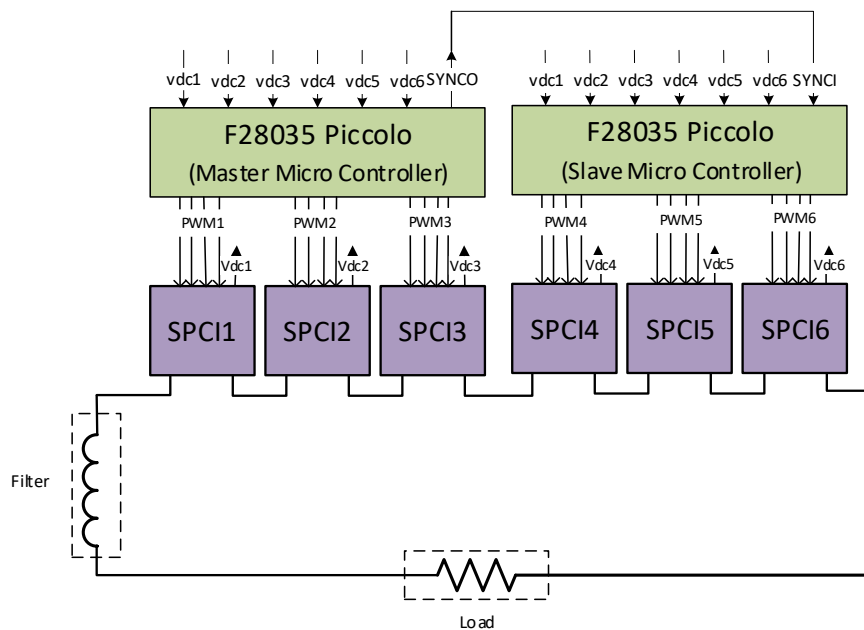 vdc1 vdc2 vdc3 vdc4 vdc5 vdc6 SYNCO vdc1 vdc2 vdc3 vdc4 vdc5 vdc6 SYNCI
F28035 Piccolo
(Master Micro Controller)
F28035 Piccolo
(Slave Micro Controller)
PWM1 PWM2 PWM3 PWM4 PWM5 PWM6
Vdc1 Vdc2 Vdc3 Vdc4 Vdc5 Vdc6
SPCI1 SPCI2 SPCI3 SPCI4 SPCI5 SPCI6
Filter
Load